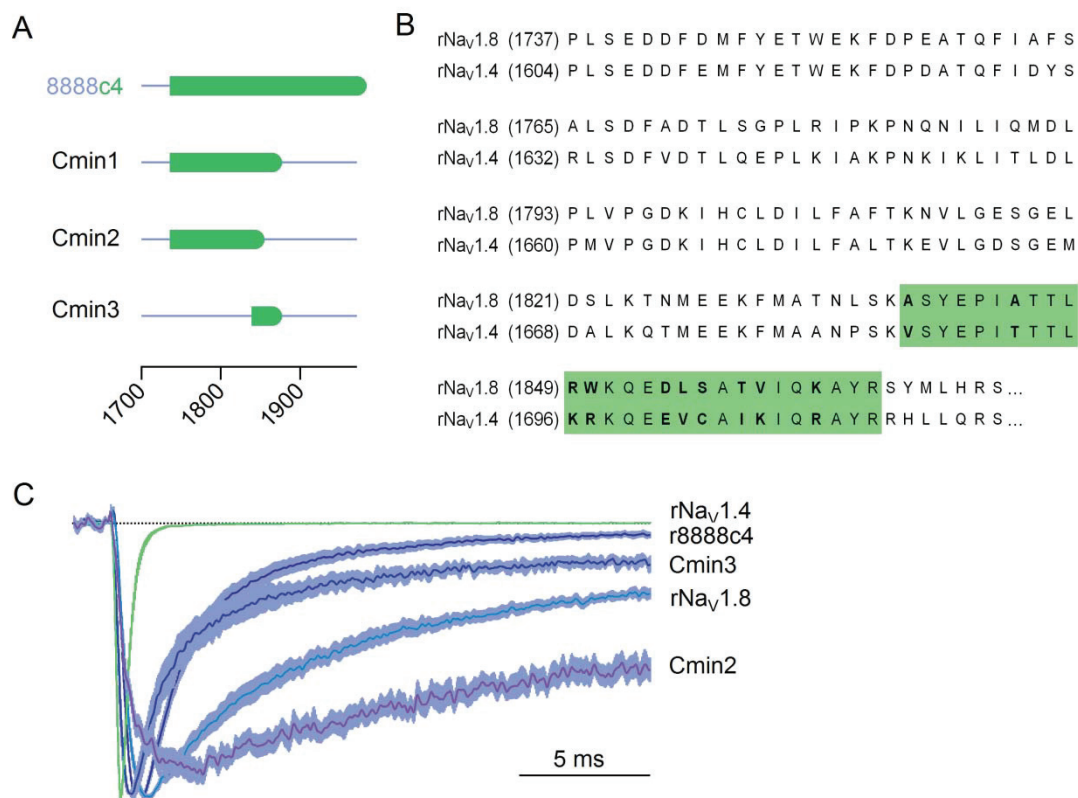 A
8888c4
Cmin1
Cmin2
Cmin3
1700 1800 1900
B
rNaV1.8 (1737) P L S E D D F D M F Y E T W E K F D P E A T Q F I A F S
rNaV1.4 (1604) P L S E D D F E M F Y E T W E K F D P D A T Q F I D Y S
rNaV1.8 (1765) A L S D F A D T L S G P L R I P K P N Q N I L I Q M D L
rNaV1.4 (1632) R L S D F V D T L Q E P L K I A K P N K I K L I T L D L
rNaV1.8 (1793) P L V P G D K I H C L D I L F A F T K N V L G E S G E L
rNaV1.4 (1660) P M V P G D K I H C L D I L F A L T K E V L G D S G E M
rNaV1.8 (1821) D S L K T N M E E K F M A T N L S K A S Y E P I A T T L
rNaV1.4 (1668) D A L K Q T M E E K F M A A N P S K V S Y E P I T T T L
rNaV1.8 (1849) R W K Q E D L S A T V I Q K A Y R S Y M L H R S ...
rNaV1.4 (1696) K R K Q E E V C A I K I Q R A Y R R H L L Q R S ...
C
rNaV1.4
r8888c4
Cmin3
rNaV1.8
Cmin2
5 ms